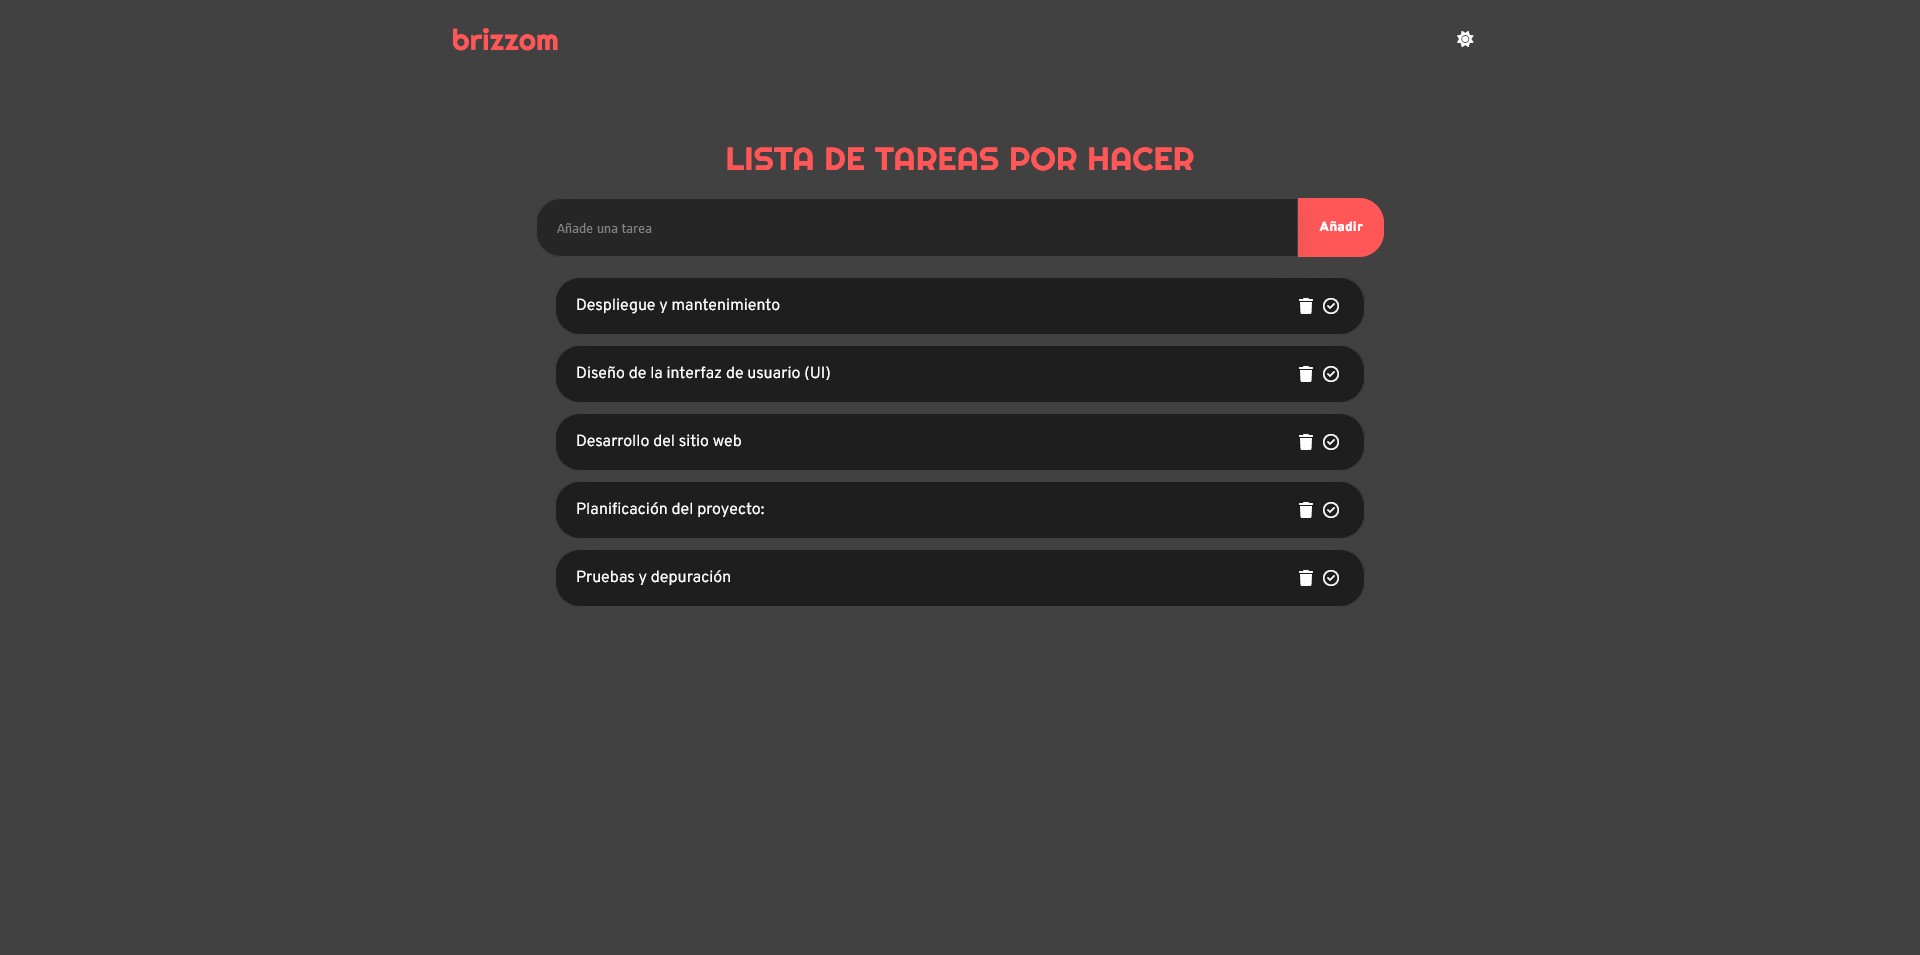 brizzom
LISTA DE TAREAS POR HACER
Añade una tarea
Añadir
Despliegue y mantenimiento
Diseño de la interfaz de usuario (UI)
Desarrollo del sitio web
Planificación del proyecto:
Pruebas y depuración